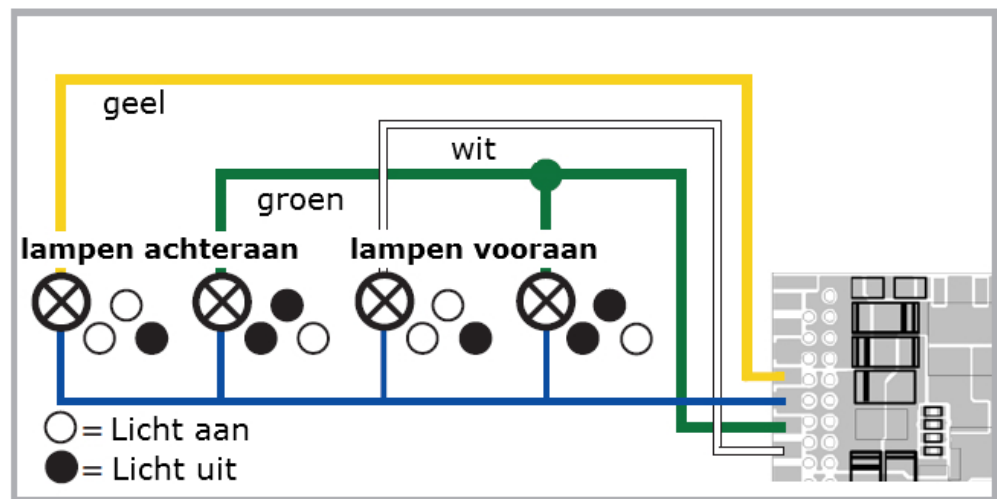 geel
wit
groen
lampen achteraan
lampen vooraan
= Licht aan
= Licht uit